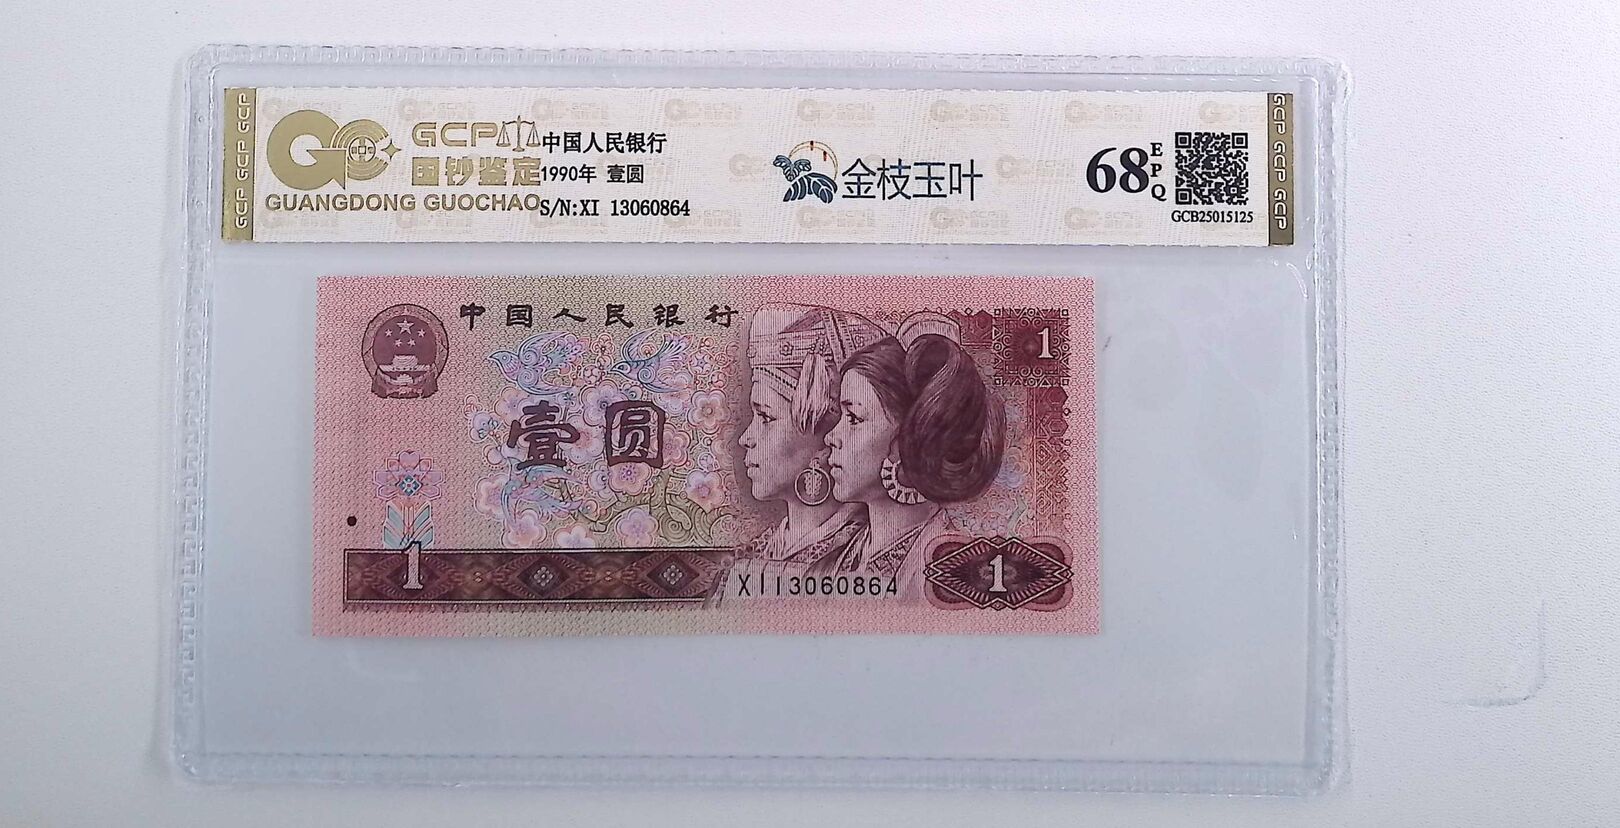 GCP GCP GCP
GCP
国钞鉴定
GUANGDONG GUOCHAO
中国人民银行
1990年 壹圆
S/N:XI 13060864
金枝玉叶
68 EPQ
GCB25015125
GCP GCP GCP
中国人民银行
1
壹圆
1
XI13060864
1